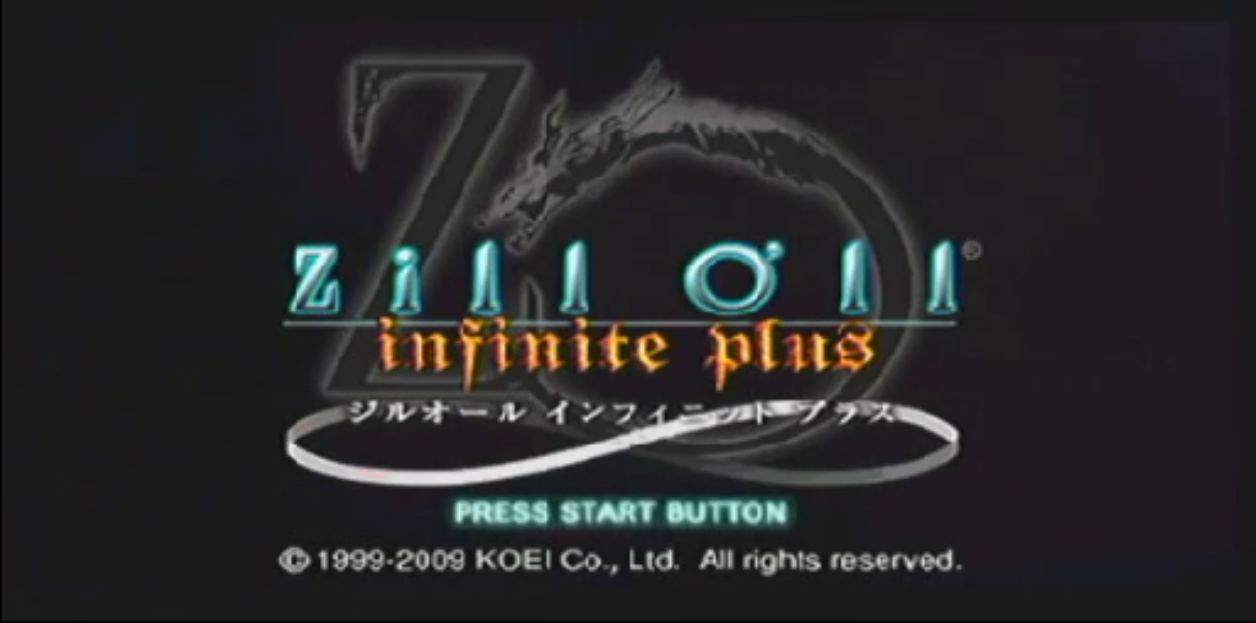 Zill O'll®
infinite plus
ジルオール インフィニット プラス
PRESS START BUTTON
© 1999-2009 KOEI Co., Ltd. All rights reserved.